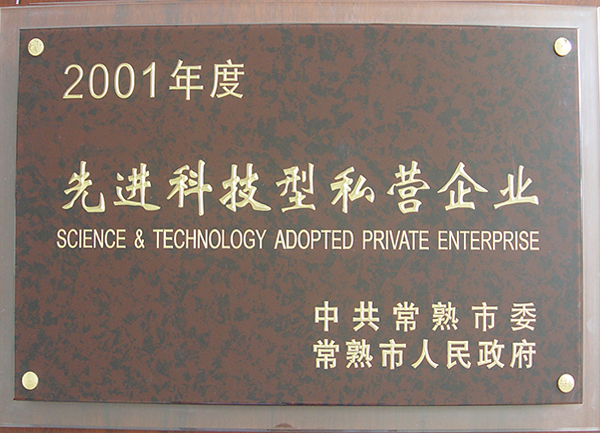 2001年度
先进科技型私营企业
SCIENCE & TECHNOLOGY ADOPTED PRIVATE ENTERPRISE
中共常熟市委
常熟市人民政府